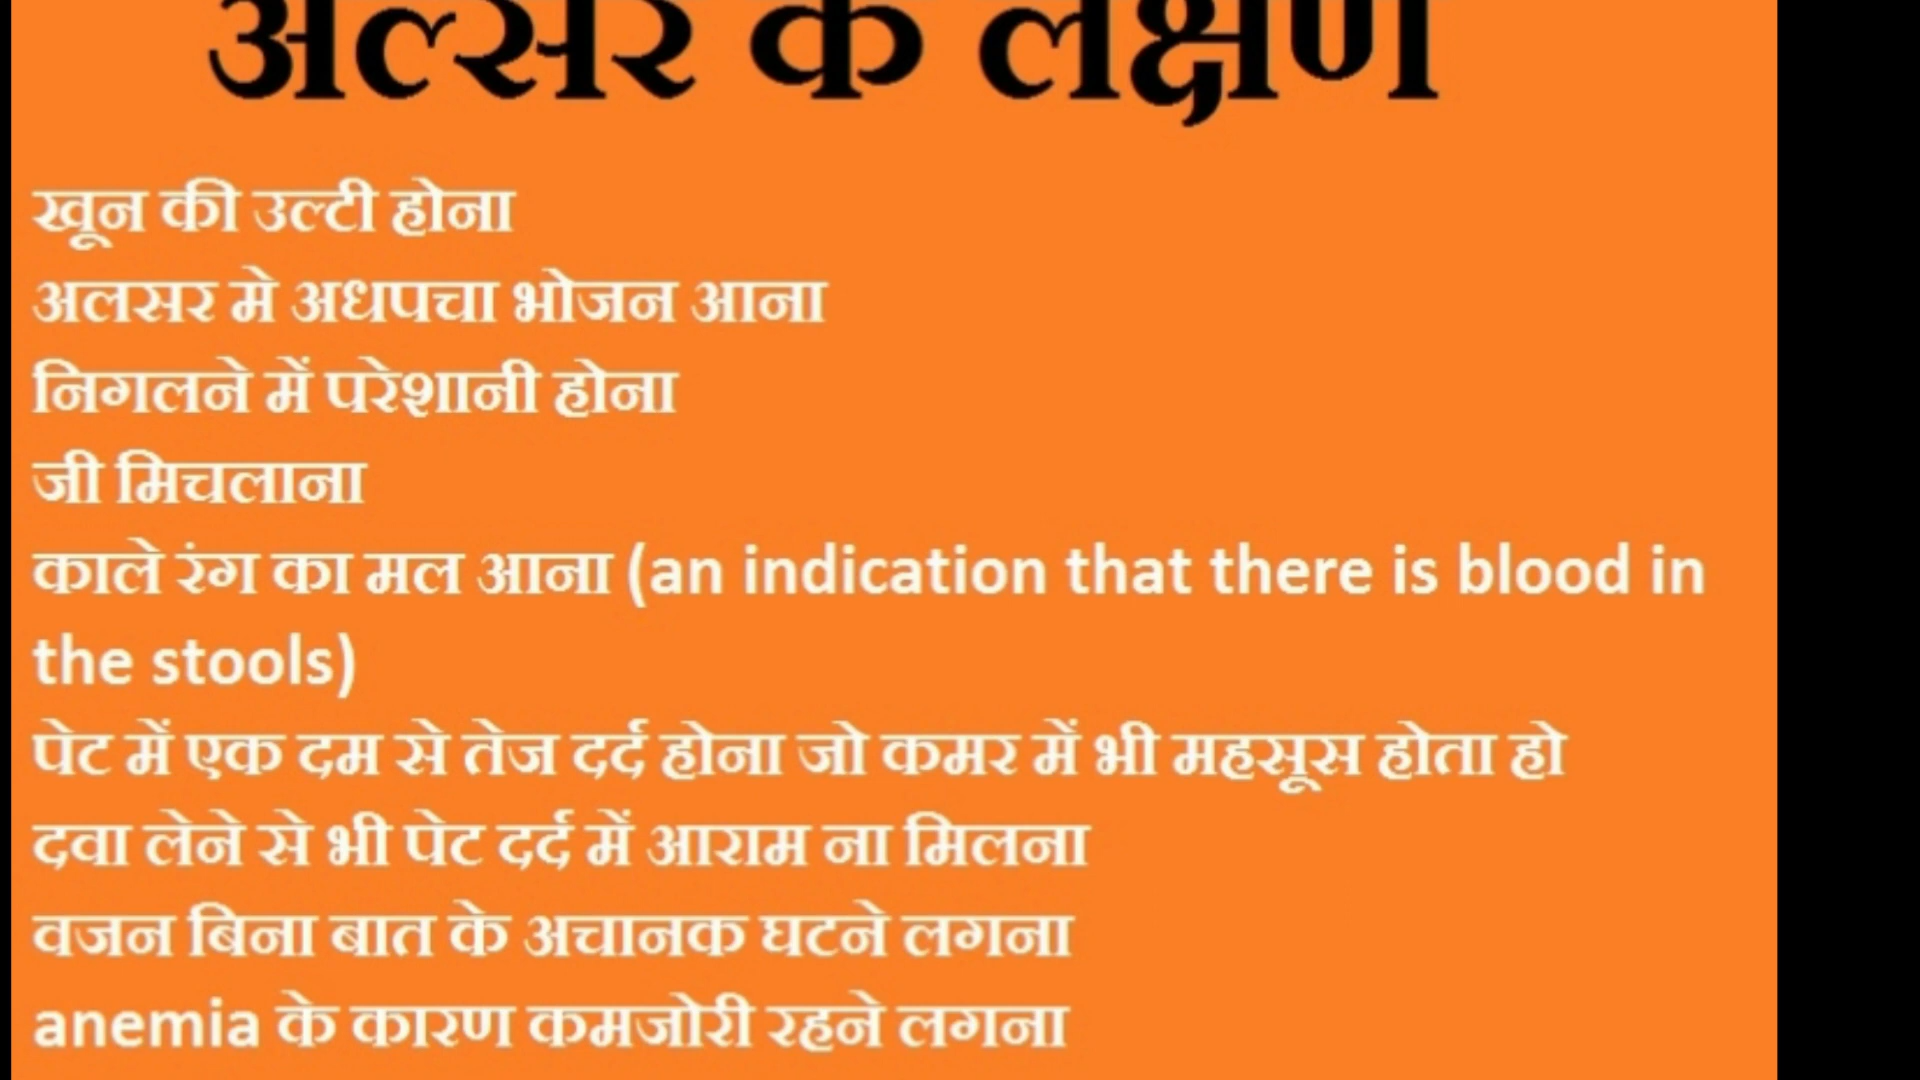 अल्सर के लक्षण
खून की उल्टी होना
अलसर मे अधपचा भोजन आना
निगलने में परेशानी होना
जी मिचलाना
काले रंग का मल आना (an indication that there is blood in
the stools)
पेट में एक दम से तेज दर्द होना जो कमर में भी महसूस होता हो
दवा लेने से भी पेट दर्द में आराम ना मिलना
वजन बिना बात के अचानक घटने लगना
anemia के कारण कमजोरी रहने लगना